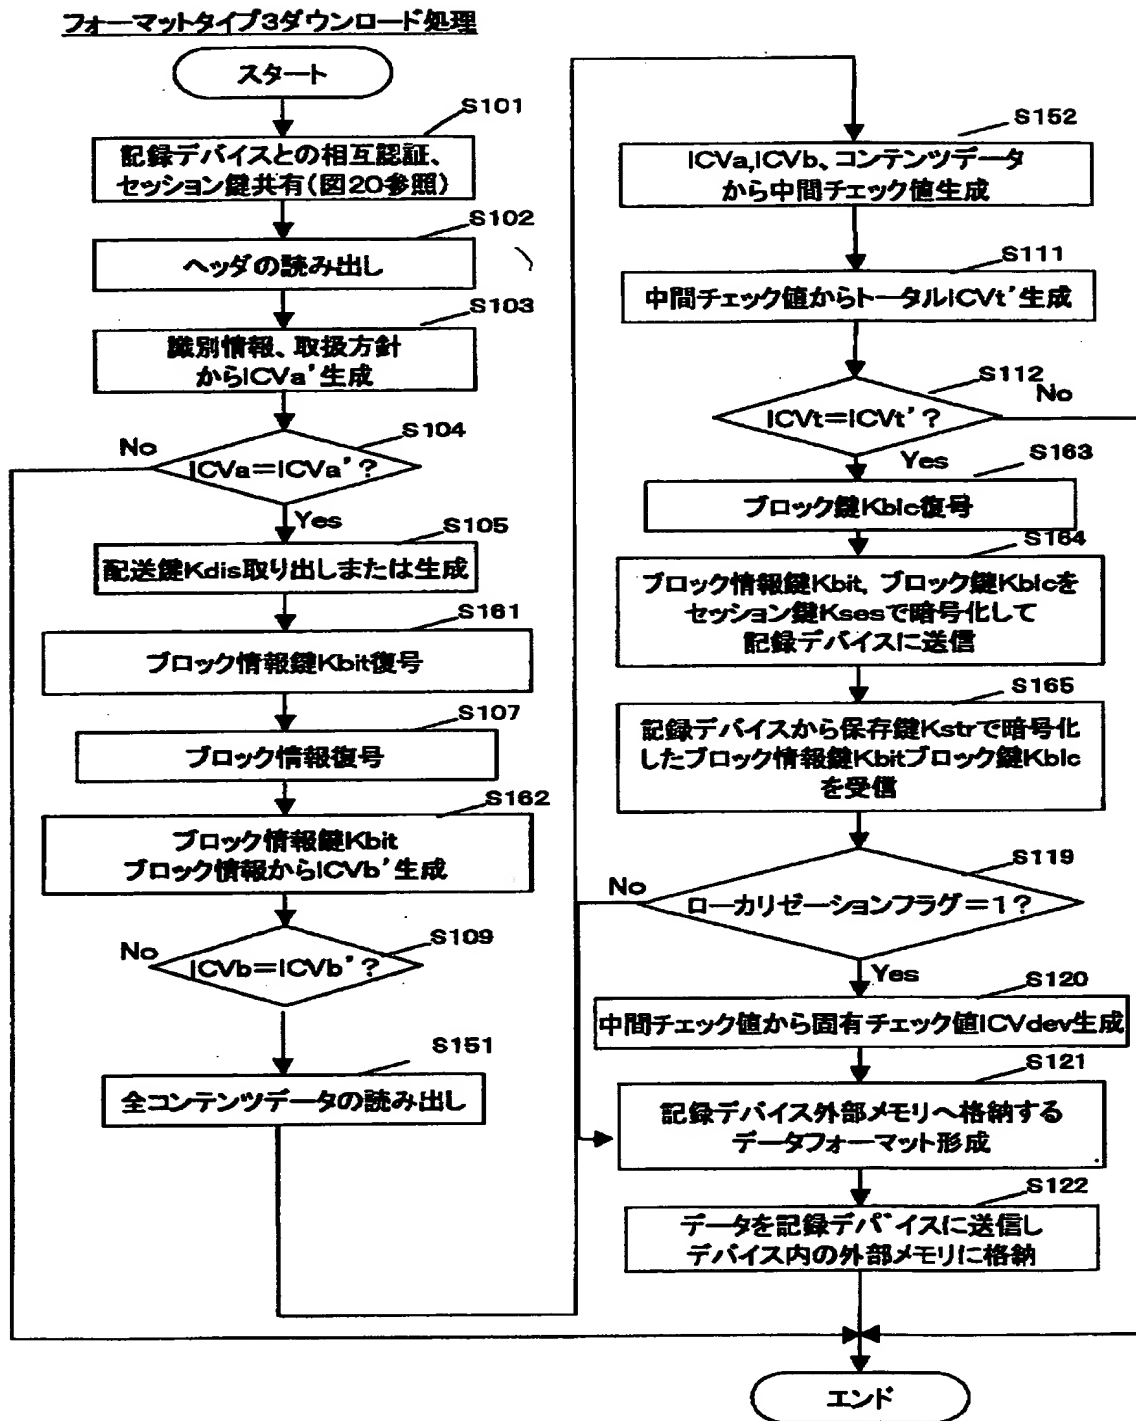 フォーマットタイプ3ダウンロード処理
スタート
S101
記録デバイスとの相互認証、
セッション鍵共有(図20参照)
S102
ヘッダの読み出し
S103
識別情報、取扱方針
からICVa'生成
S104
No
ICVa=ICVa'?
Yes
S105
配送鍵Kdis取り出しまたは生成
S161
ブロック情報鍵Kbit復号
S107
ブロック情報復号
S162
ブロック情報鍵Kbit
ブロック情報からICVb'生成
S109
No
ICVb=ICVb'?
S151
全コンテンツデータの読み出し
S152
ICVa,ICVb、コンテンツデータ
から中間チェック値生成
S111
中間チェック値からトータルICVt'生成
S112
No
ICVt=ICVt'?
Yes
S163
ブロック鍵Kblc復号
S164
ブロック情報鍵Kbit,ブロック鍵Kblcを
セッション鍵Ksesで暗号化して
記録デバイスに送信
S165
記録デバイスから保存鍵Kstrで暗号化
したブロック情報鍵Kbitブロック鍵Kblc
を受信
S119
No
ローカリゼーションフラグ=1?
Yes
S120
中間チェック値から固有チェック値ICVdev生成
S121
記録デバイス外部メモリへ格納する
データフォーマット形成
S122
データを記録デバイスに送信し
デバイス内の外部メモリに格納
エンド